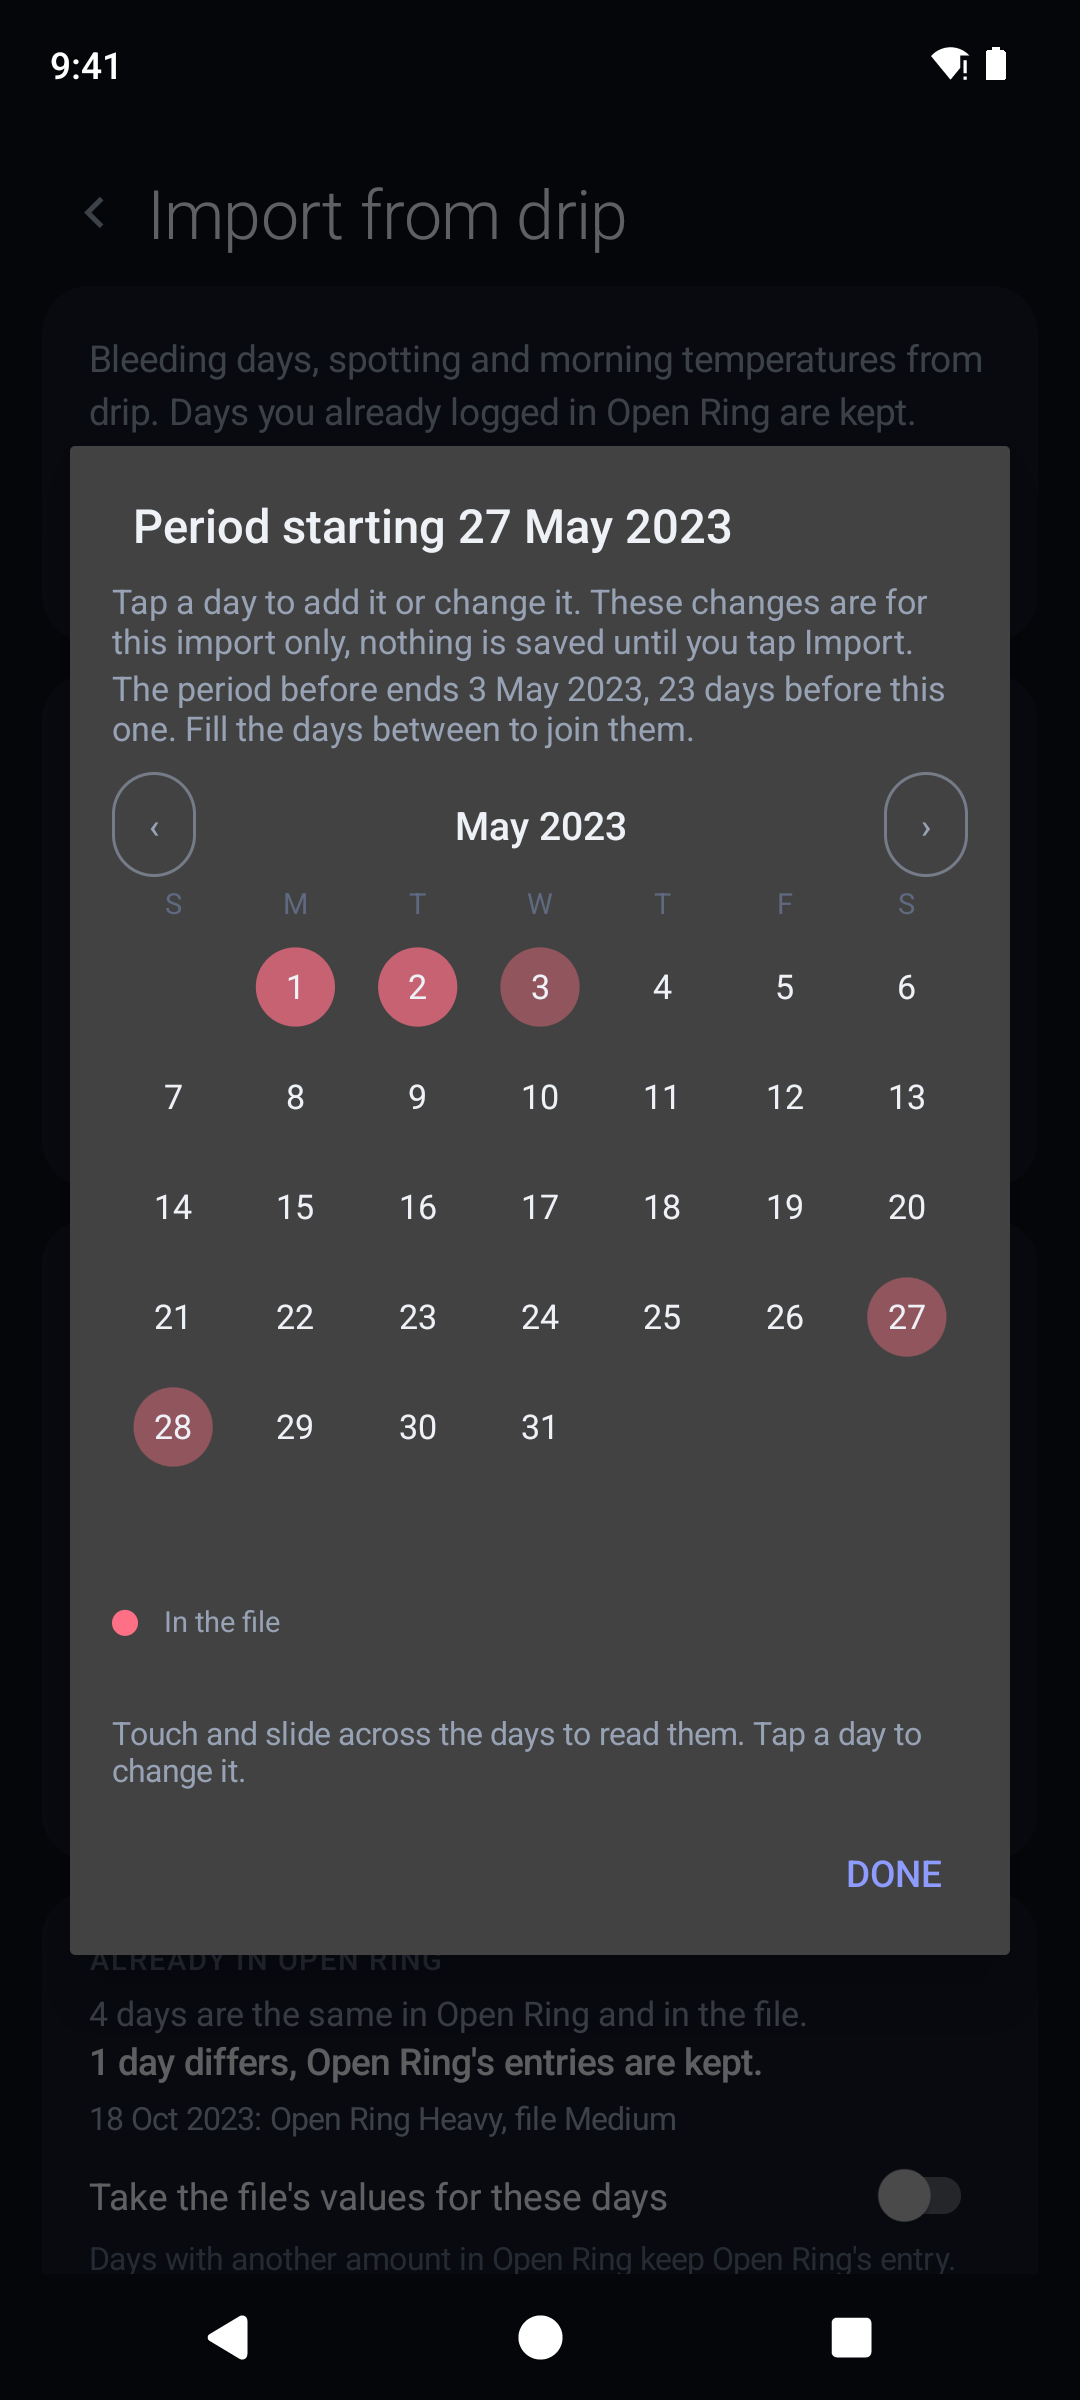 9:41
Import from drip
Bleeding days, spotting and morning temperatures from
drip. Days you already logged in Open Ring are kept.
Period starting 27 May 2023
Tap a day to add it or change it. These changes are for
this import only, nothing is saved until you tap Import.
The period before ends 3 May 2023, 23 days before this
one. Fill the days between to join them.
‹ May 2023 ›
S M T W T F S
1 2 3 4 5 6
7 8 9 10 11 12 13
14 15 16 17 18 19 20
21 22 23 24 25 26 27
28 29 30 31
In the file
Touch and slide across the days to read them. Tap a day to
change it.
DONE
ALREADY IN OPEN RING
4 days are the same in Open Ring and in the file.
1 day differs, Open Ring's entries are kept.
18 Oct 2023: Open Ring Heavy, file Medium
Take the file's values for these days
Days with another amount in Open Ring keep Open Ring's entry.